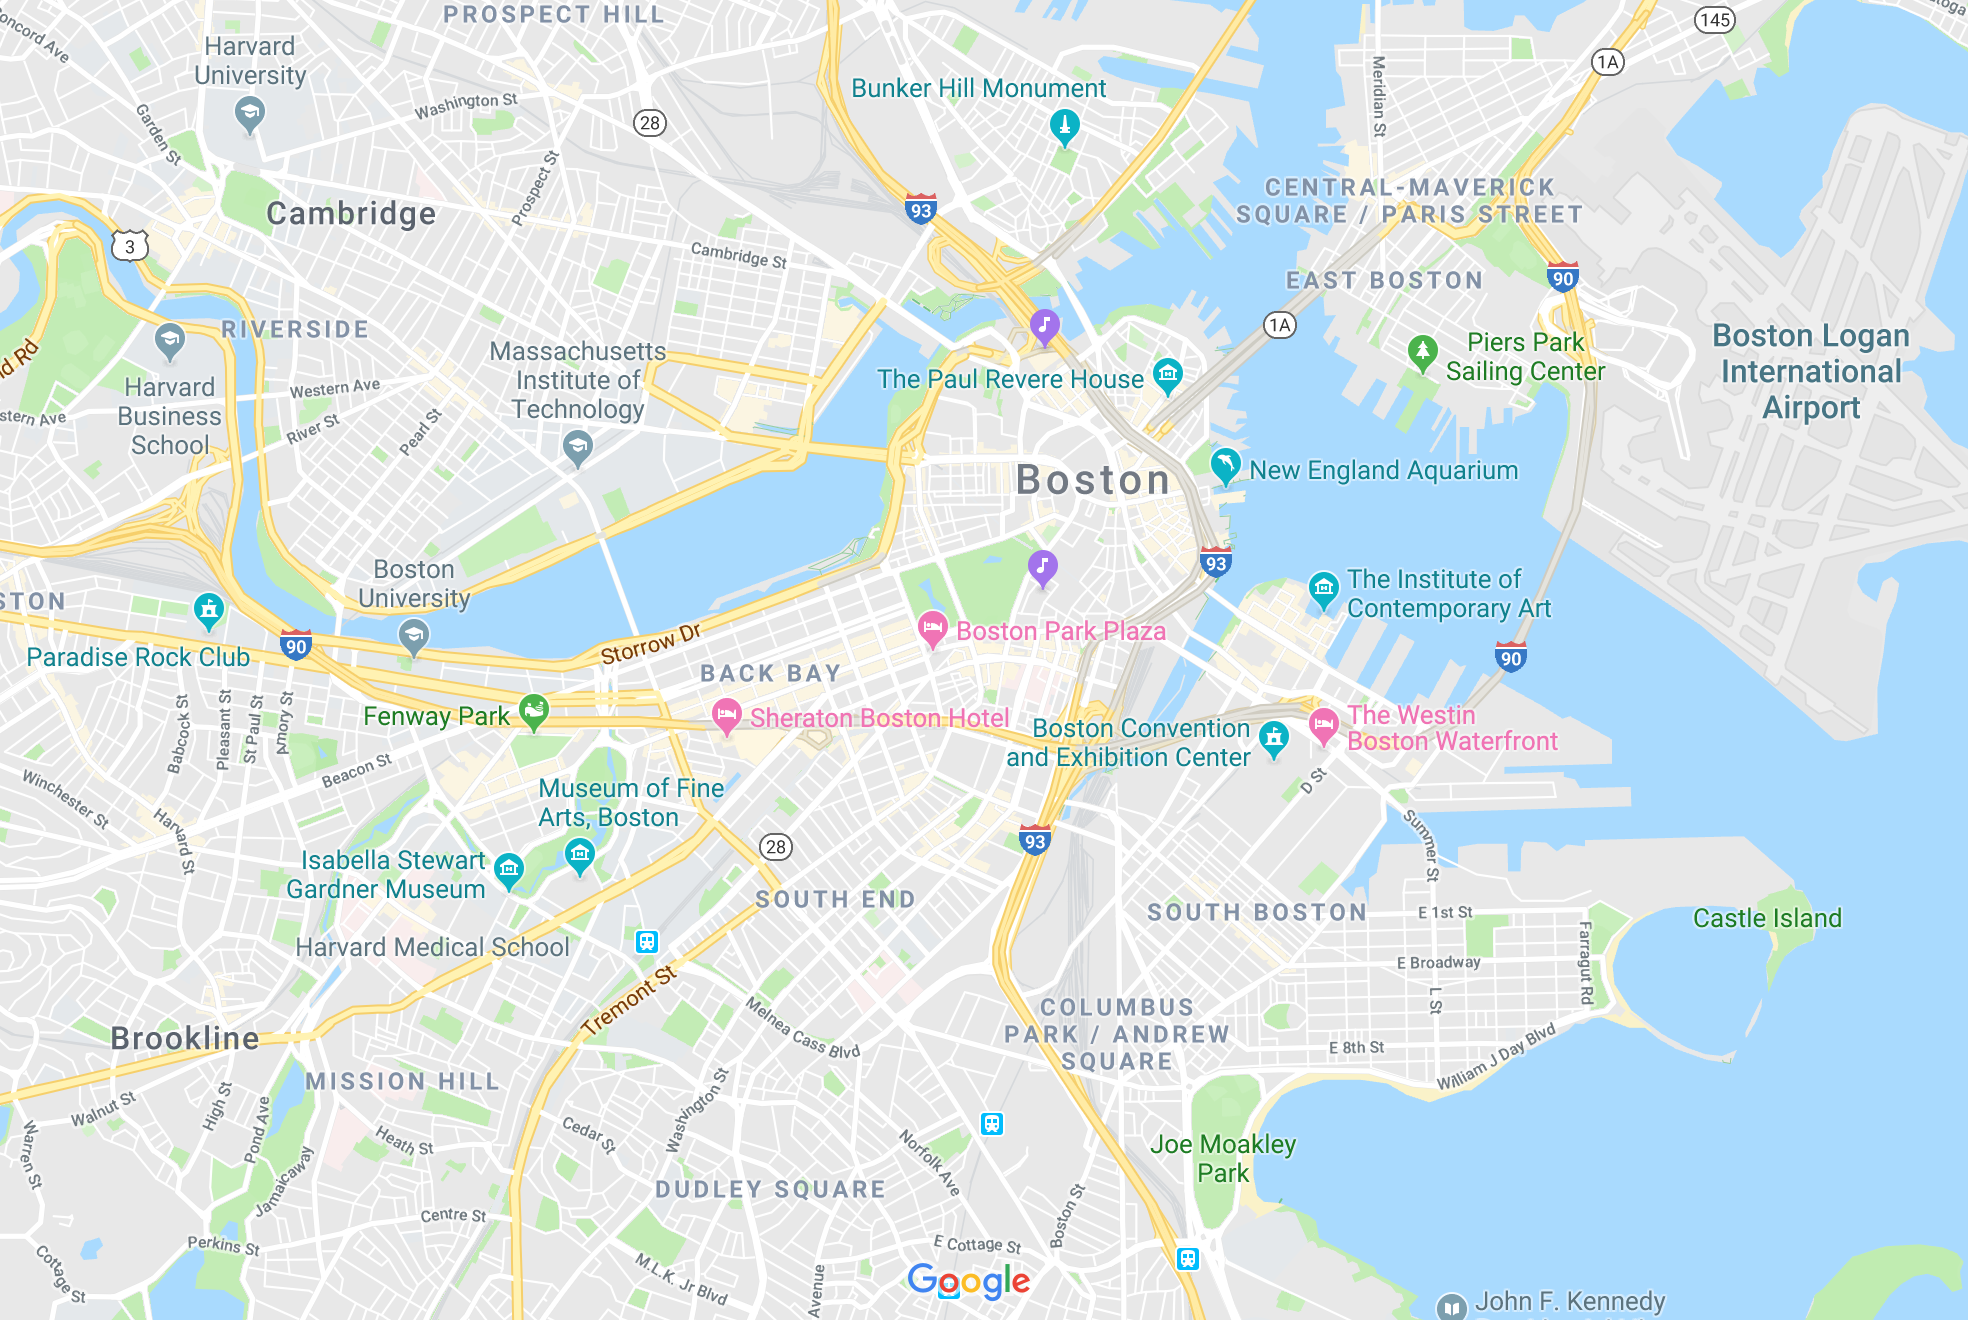 PROSPECT HILL
145
Concord Ave
Harvard
University
1A
Meridian St
Bunker Hill Monument
Washington St
28
Garden St
Prospect St
CENTRAL-MAVERICK
SQUARE / PARIS STREET
93
Cambridge
3
Cambridge St
EAST BOSTON
90
RIVERSIDE
1A
Boston Logan
International
Airport
Piers Park
Sailing Center
Massachusetts
Institute of
Technology
The Paul Revere House
Harvard
Business
School
Western Ave
River St
Pearl St
stern Ave
Boston
New England Aquarium
93
Boston
University
The Institute of
Contemporary Art
STON
90
Paradise Rock Club
Storrow Dr
Boston Park Plaza
90
BACK BAY
Babcock St
Pleasant St
St Paul St
Amory St
Fenway Park
Sheraton Boston Hotel
Boston Convention
and Exhibition Center
The Westin
Boston Waterfront
Beacon St
D St
Winchester St
Harvard St
Museum of Fine
Arts, Boston
28
93
Summer St
Isabella Stewart
Gardner Museum
SOUTH END
SOUTH BOSTON
E 1st St
Castle Island
Harvard Medical School
E Broadway
Farragut Rd
L St
Tremont St
Melnea Cass Blvd
COLUMBUS
PARK / ANDREW
SQUARE
Brookline
E 8th St
William J Day Blvd
MISSION HILL
Walnut St
High St
Pond Ave
Warren St
Heath St
Cedar St
Washington St
Norfolk Ave
Joe Moakley
Park
Jamaicaway
DUDLEY SQUARE
Centre St
Boston St
Perkins St
E Cottage St
Cottage St
M.L.K. Jr Blvd
Avenue
Google
John F. Kennedy